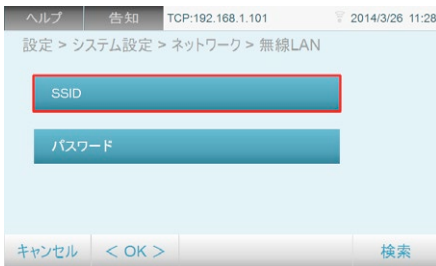 ヘルプ 告知 TCP:192.168.1.101 2014/3/26 11:28
設定 > システム設定 > ネットワーク > 無線LAN
SSID
パスワード
キャンセル < OK > 検索